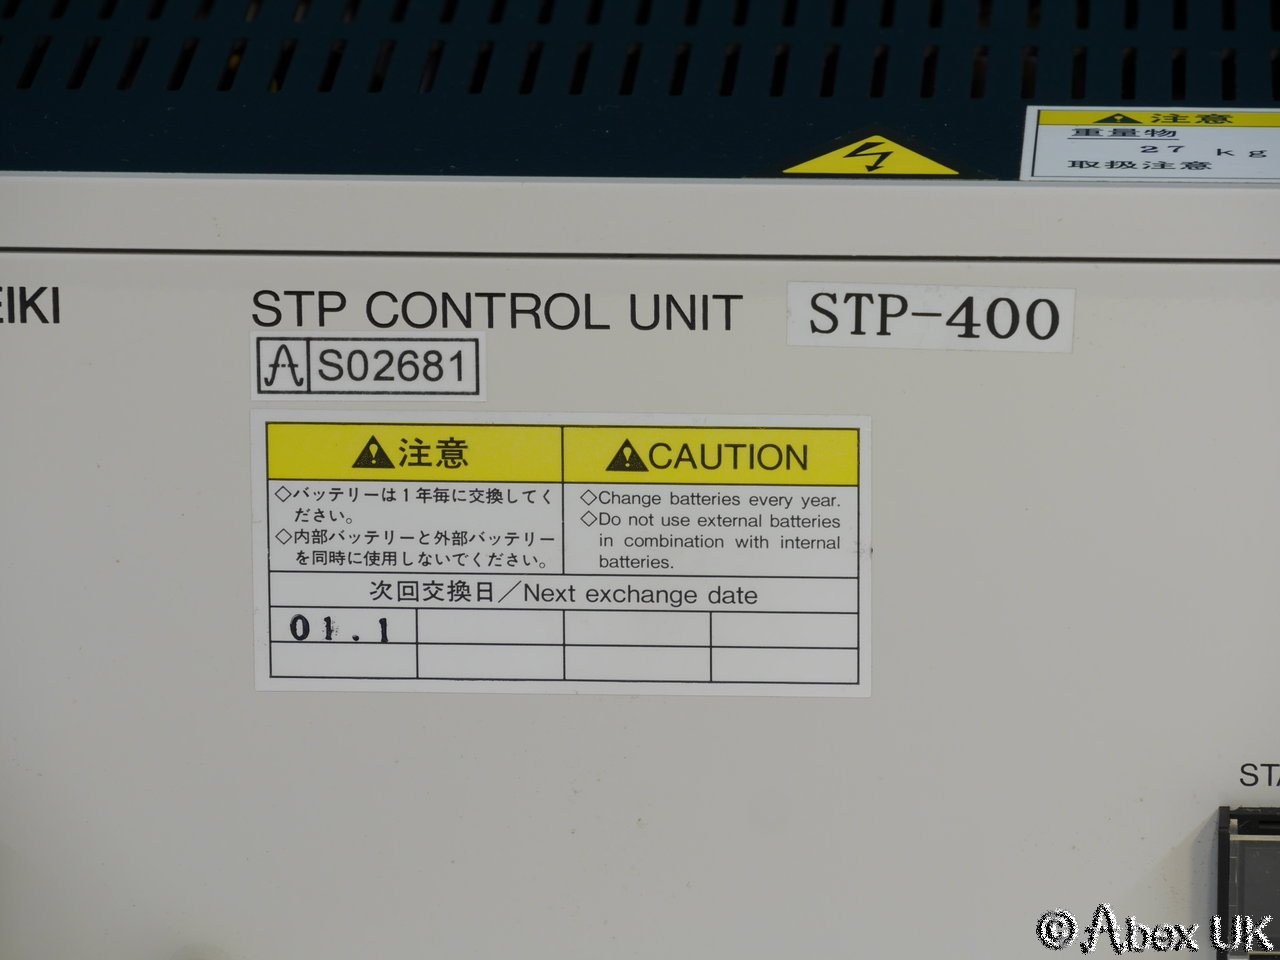 注意
重量物
27 kg
取扱注意
EIKI
STP CONTROL UNIT
STP-400
S02681
注意
◇バッテリーは1年毎に交換してく
ださい。
◇内部バッテリーと外部バッテリー
を同時に使用しないでください。
CAUTION
◇Change batteries every year.
◇Do not use external batteries
in combination with internal
batteries.
次回交換日／Next exchange date
01.1
STA
© Abex UK